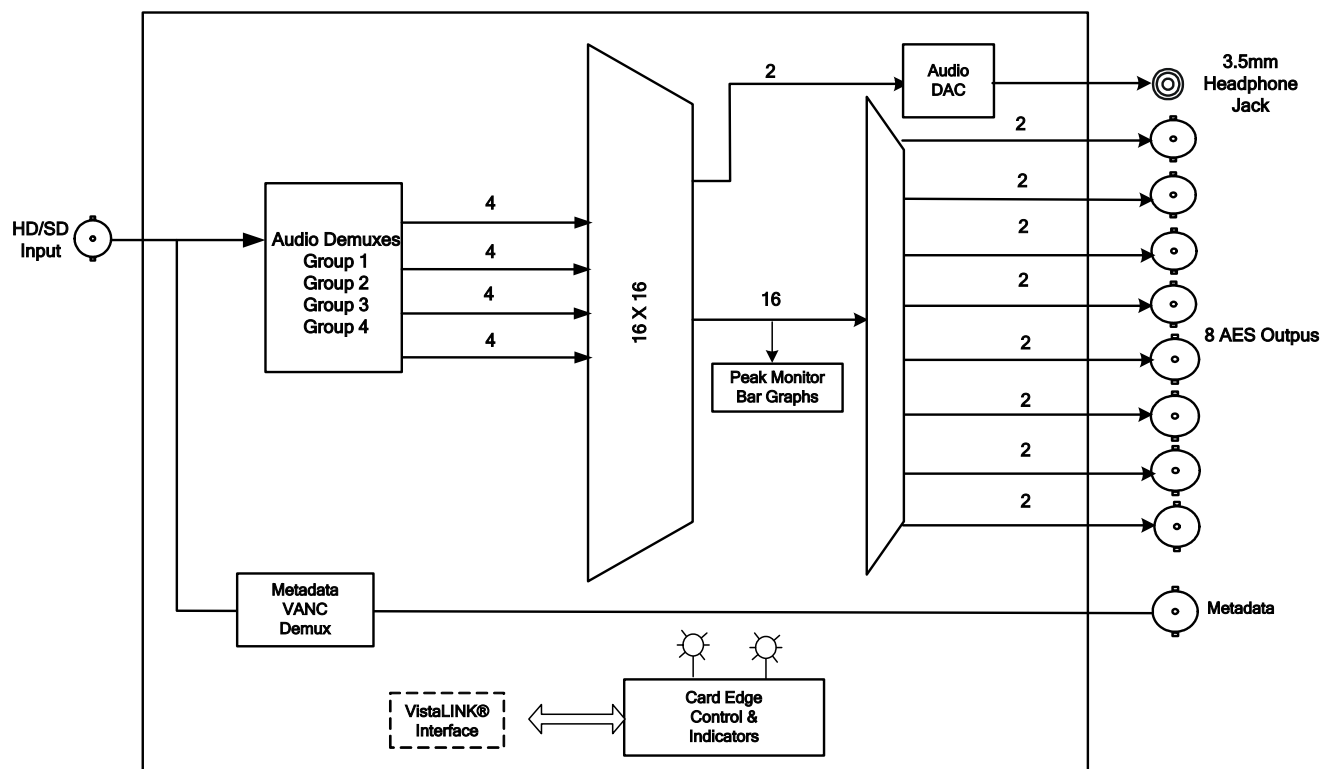 3.5mm
Headphone
Jack
2
Audio
DAC
2
2
2
2
2
2
2
2
8 AES Outpus
HD/SD
Input
Audio Demuxes
Group 1
Group 2
Group 3
Group 4
4
4
4
4
16 X 16
16
Peak Monitor
Bar Graphs
Metadata
VANC
Demux
Metadata
VistaLINK®
Interface
Card Edge
Control &
Indicators